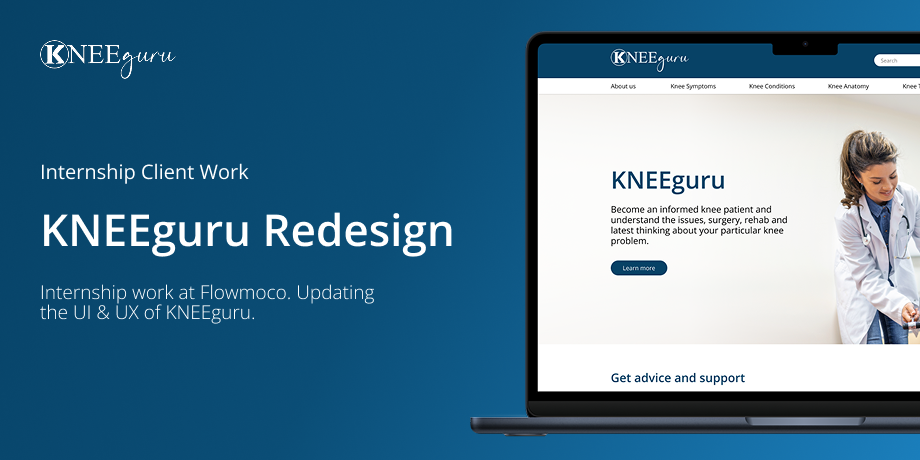 KNEEguru
Internship Client Work
KNEEguru Redesign
Internship work at Flowmoco. Updating
the UI & UX of KNEEguru.
KNEEguru
Search
About us
Knee Symptoms
Knee Conditions
Knee Anatomy
Knee
KNEEguru
Become an informed knee patient and
understand the issues, surgery, rehab and
latest thinking about your particular knee
problem.
Learn more
Get advice and support